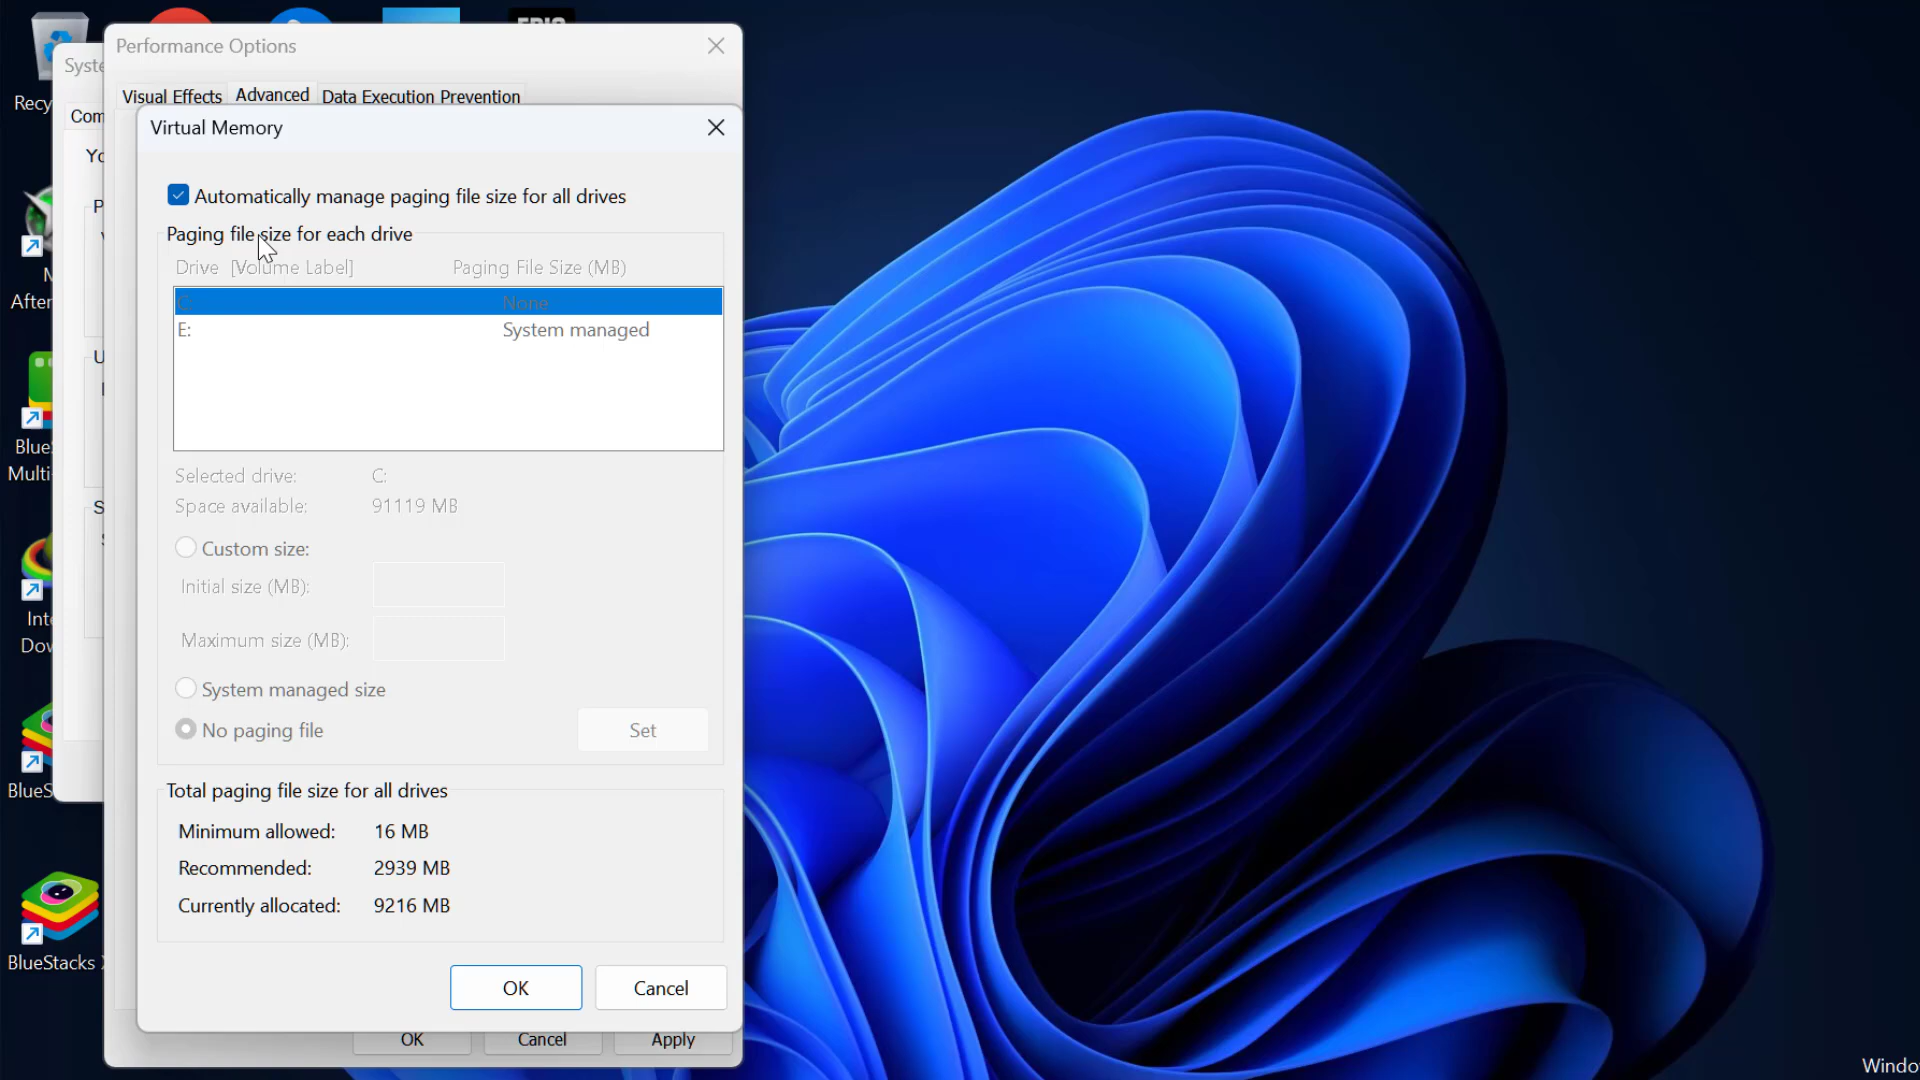 EPIC
Performance Options
Syste
Visual Effects
Advanced
Data Execution Prevention
Recy
Com
Virtual Memory
Yo
Automatically manage paging file size for all drives
P
Paging file size for each drive
Drive [Volume Label] Paging File Size (MB)
After
C: None
E: System managed
U
Blue
Multi
Selected drive: C:
Space available: 91119 MB
S
Custom size:
Initial size (MB):
Inte
Dow
Maximum size (MB):
System managed size
No paging file
Set
BlueS
Total paging file size for all drives
Minimum allowed: 16 MB
Recommended: 2939 MB
Currently allocated: 9216 MB
BlueStacks
OK
Cancel
OK
Cancel
Apply
Windo